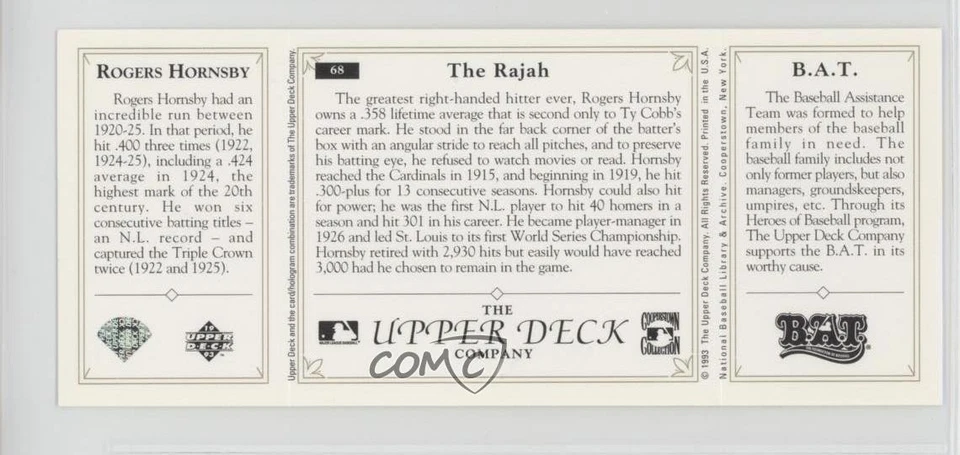 ROGERS HORNSBY
Rogers Hornsby had an
incredible run between
1920-25. In that period, he
hit .400 three times (1922,
1924-25), including a .424
average in 1924, the
highest mark of the 20th
century. He won six
consecutive batting titles –
an N.L. record – and
captured the Triple Crown
twice (1922 and 1925).
19
UPPER
DECK
93
Upper Deck and the card/hologram combination are trademarks of The Upper Deck Company.
68
The Rajah
The greatest right-handed hitter ever, Rogers Hornsby
owns a .358 lifetime average that is second only to Ty Cobb's
career mark. He stood in the far back corner of the batter's
box with an angular stride to reach all pitches, and to preserve
his batting eye, he refused to watch movies or read. Hornsby
reached the Cardinals in 1915, and beginning in 1919, he hit
.300-plus for 13 consecutive seasons. Hornsby could also hit
for power; he was the first N.L. player to hit 40 homers in a
season and hit 301 in his career. He became player-manager in
1926 and led St. Louis to its first World Series Championship.
Hornsby retired with 2,930 hits but easily would have reached
3,000 had he chosen to remain in the game.
MAJOR LEAGUE BASEBALL
THE
UPPER DECK
COMPANY
COOPERSTOWN
COLLECTION
COMC
© 1993 The Upper Deck Company. All Rights Reserved. Printed in the U.S.A.
National Baseball Library & Archive. Cooperstown, New York.
B.A.T.
The Baseball Assistance
Team was formed to help
members of the baseball
family in need. The
baseball family includes not
only former players, but also
managers, groundskeepers,
umpires, etc. Through its
Heroes of Baseball program,
The Upper Deck Company
supports the B.A.T. in its
worthy cause.
B.A.T.